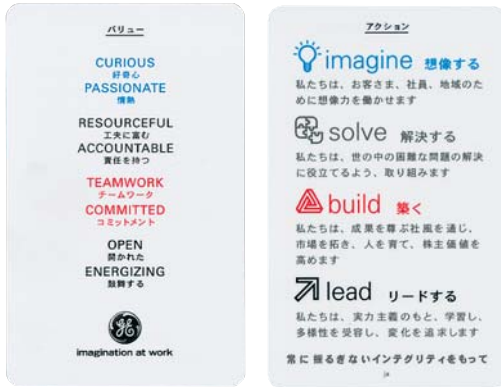 バリュー
CURIOUS
好奇心
PASSIONATE
情熱
RESOURCEFUL
工夫に富む
ACCOUNTABLE
責任を持つ
TEAMWORK
チームワーク
COMMITTED
コミットメント
OPEN
開かれた
ENERGIZING
鼓舞する
GE
imagination at work
アクション
imagine 想像する
私たちは、お客さま、社員、地域のた
めに想像力を働かせます
solve 解決する
私たちは、世の中の困難な問題の解決
に役立てるよう、取り組みます
build 築く
私たちは、成果を尊ぶ社風を通じ、
市場を拓き、人を育て、株主価値を
高めます
lead リードする
私たちは、実力主義のもと、学習し、
多様性を受容し、変化を追求します
常に揺るぎないインテグリティをもって